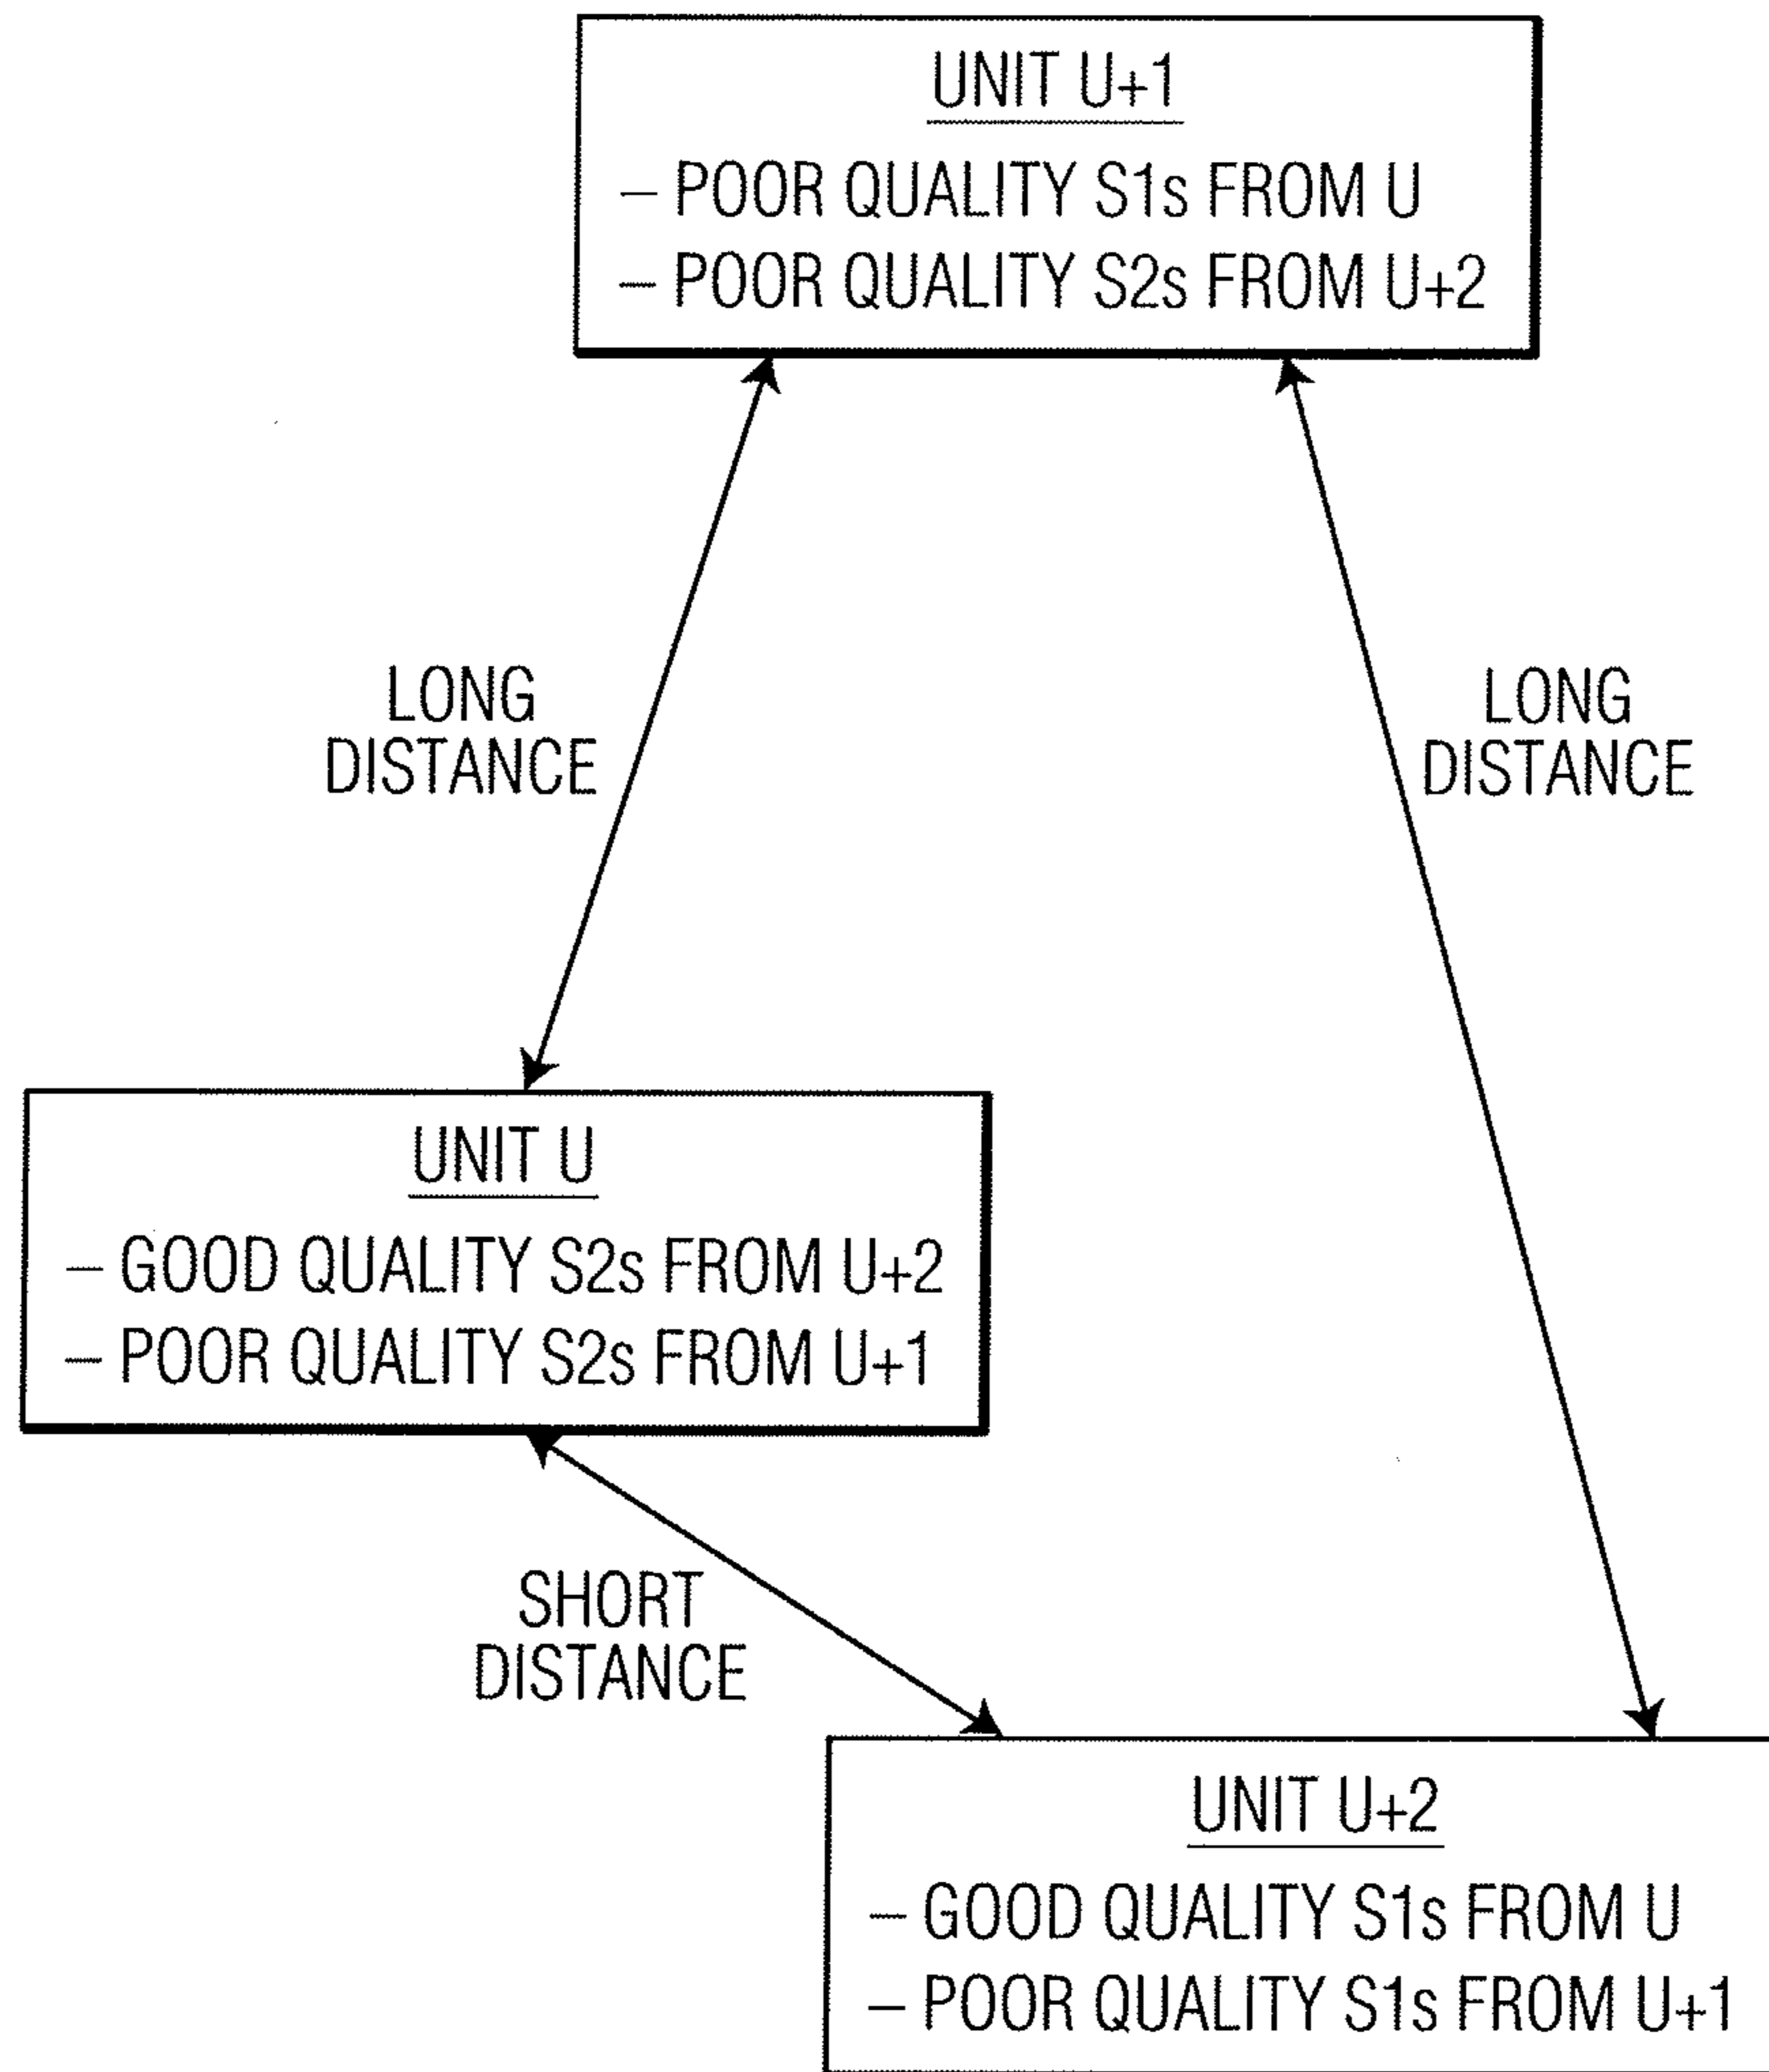 UNIT U+1
– POOR QUALITY S1s FROM U
– POOR QUALITY S2s FROM U+2
LONG
DISTANCE
LONG
DISTANCE
UNIT U
– GOOD QUALITY S2s FROM U+2
– POOR QUALITY S2s FROM U+1
SHORT
DISTANCE
UNIT U+2
– GOOD QUALITY S1s FROM U
– POOR QUALITY S1s FROM U+1